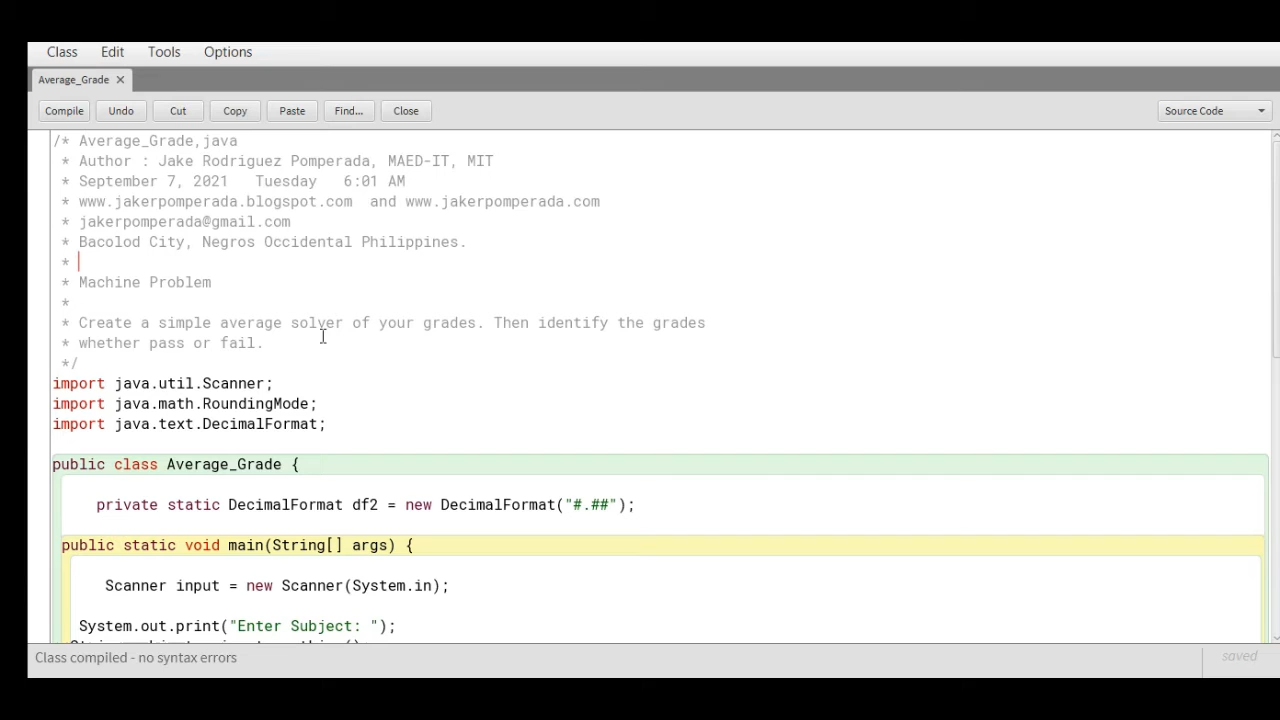 Class Edit Tools Options
Average_Grade ×
Compile Undo Cut Copy Paste Find... Close Source Code
/* Average_Grade,java
* Author : Jake Rodriguez Pomperada, MAED-IT, MIT
* September 7, 2021 Tuesday 6:01 AM
* www.jakerpomperada.blogspot.com and www.jakerpomperada.com
* jakerpomperada@gmail.com
* Bacolod City, Negros Occidental Philippines.
*
* Machine Problem
*
* Create a simple average solver of your grades. Then identify the grades
* whether pass or fail.
*/
import java.util.Scanner;
import java.math.RoundingMode;
import java.text.DecimalFormat;
public class Average_Grade {
private static DecimalFormat df2 = new DecimalFormat("#.##");
public static void main(String[] args) {
Scanner input = new Scanner(System.in);
System.out.print("Enter Subject: ");
Class compiled - no syntax errors saved